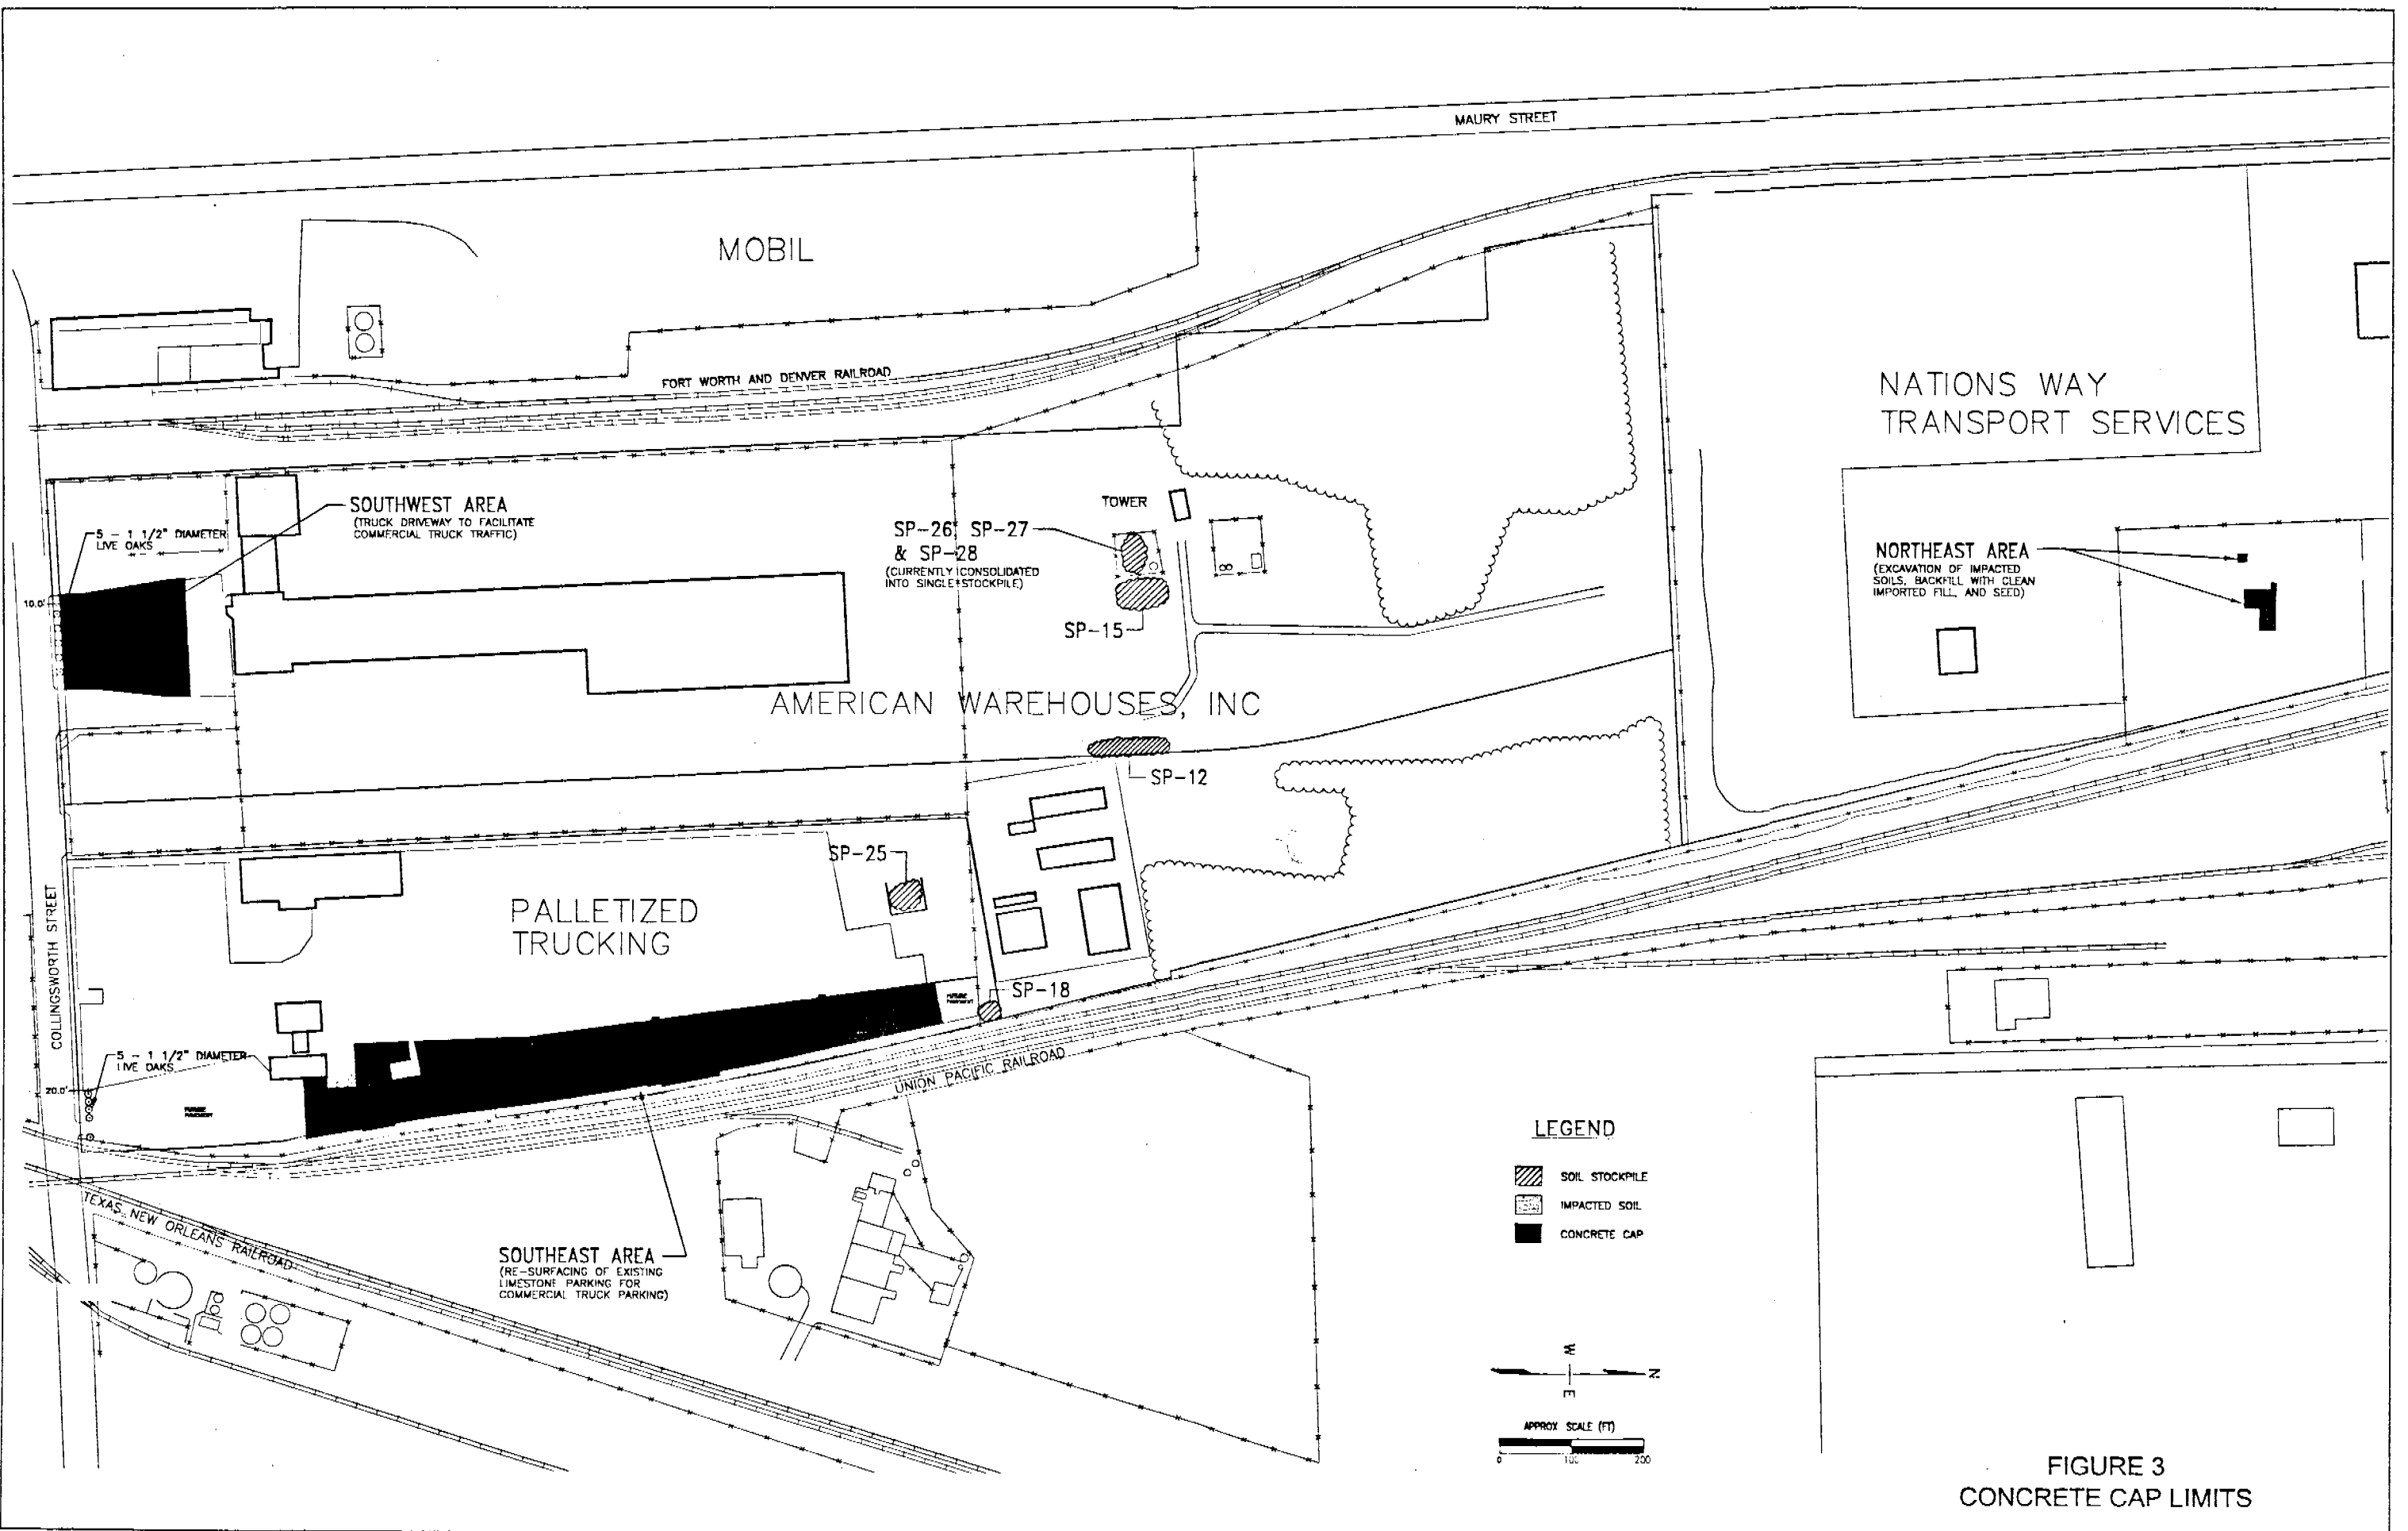 MAURY STREET
MOBIL
FORT WORTH AND DENVER RAILROAD
NATIONS WAY
TRANSPORT SERVICES
SOUTHWEST AREA
(TRUCK DRIVEWAY TO FACILITATE
COMMERCIAL TRUCK TRAFFIC)
5 - 1 1/2" DIAMETER
LIVE OAKS
10.0'
TOWER
SP-26, SP-27
& SP-28
(CURRENTLY CONSOLIDATED
INTO SINGLE STOCKPILE)
SP-15
NORTHEAST AREA
(EXCAVATION OF IMPACTED
SOILS, BACKFILL WITH CLEAN
IMPORTED FILL, AND SEED)
AMERICAN WAREHOUSES, INC
SP-12
SP-25
PALLETIZED
TRUCKING
COLLINGSWORTH STREET
SP-18
FUTURE
PAVEMENT
5 - 1 1/2" DIAMETER
LIVE OAKS
20.0'
FUTURE
PAVEMENT
UNION PACIFIC RAILROAD
TEXAS, NEW ORLEANS RAILROAD
SOUTHEAST AREA
(RE-SURFACING OF EXISTING
LIMESTONE PARKING FOR
COMMERCIAL TRUCK PARKING)
LEGEND
SOIL STOCKPILE
IMPACTED SOIL
CONCRETE CAP
W
N
E
APPROX SCALE (FT)
0 100 200
FIGURE 3
CONCRETE CAP LIMITS